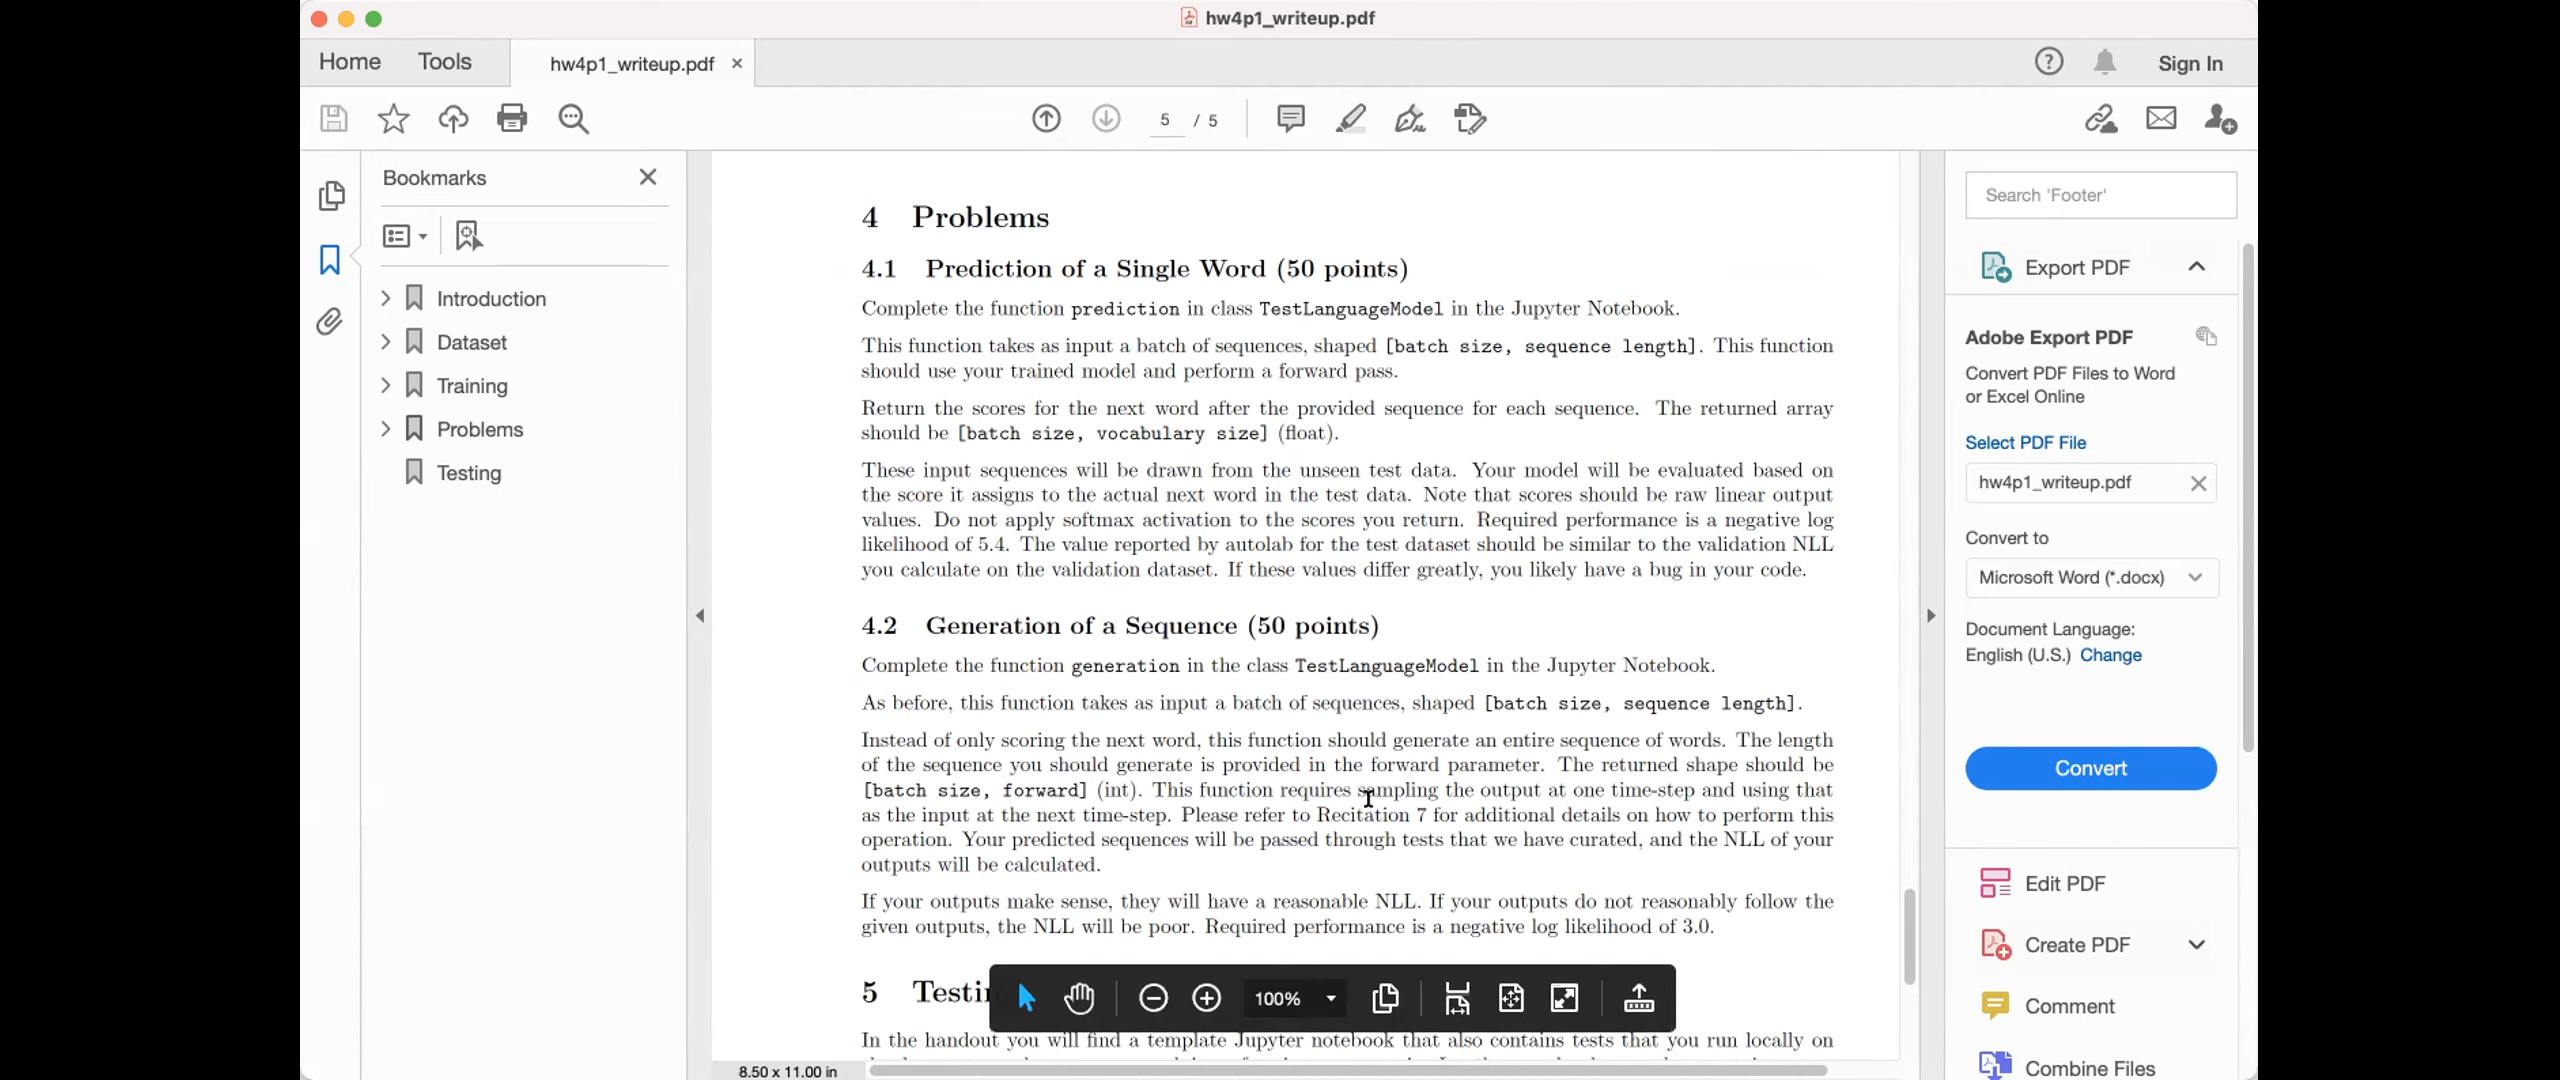 hw4p1_writeup.pdf
Home Tools hw4p1_writeup.pdf × Sign In
5 / 5
Bookmarks
Introduction
Dataset
Training
Problems
Testing
4 Problems
4.1 Prediction of a Single Word (50 points)
Complete the function prediction in class TestLanguageModel in the Jupyter Notebook.
This function takes as input a batch of sequences, shaped [batch size, sequence length]. This function
should use your trained model and perform a forward pass.
Return the scores for the next word after the provided sequence for each sequence. The returned array
should be [batch size, vocabulary size] (float).
These input sequences will be drawn from the unseen test data. Your model will be evaluated based on
the score it assigns to the actual next word in the test data. Note that scores should be raw linear output
values. Do not apply softmax activation to the scores you return. Required performance is a negative log
likelihood of 5.4. The value reported by autolab for the test dataset should be similar to the validation NLL
you calculate on the validation dataset. If these values differ greatly, you likely have a bug in your code.
4.2 Generation of a Sequence (50 points)
Complete the function generation in the class TestLanguageModel in the Jupyter Notebook.
As before, this function takes as input a batch of sequences, shaped [batch size, sequence length].
Instead of only scoring the next word, this function should generate an entire sequence of words. The length
of the sequence you should generate is provided in the forward parameter. The returned shape should be
[batch size, forward] (int). This function requires sampling the output at one time-step and using that
as the input at the next time-step. Please refer to Recitation 7 for additional details on how to perform this
operation. Your predicted sequences will be passed through tests that we have curated, and the NLL of your
outputs will be calculated.
If your outputs make sense, they will have a reasonable NLL. If your outputs do not reasonably follow the
given outputs, the NLL will be poor. Required performance is a negative log likelihood of 3.0.
5 Testin
100%
In the handout you will find a template Jupyter notebook that also contains tests that you run locally on
8.50 x 11.00 in
Search 'Footer'
Export PDF
Adobe Export PDF
Convert PDF Files to Word
or Excel Online
Select PDF File
hw4p1_writeup.pdf
Convert to
Microsoft Word (*.docx)
Document Language:
English (U.S.) Change
Convert
Edit PDF
Create PDF
Comment
Combine Files